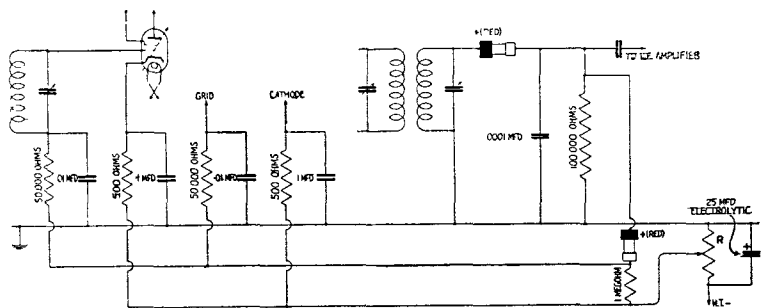 +(RED)
TO L.F. AMPLIFIER
GRID
CATHODE
50,000 OHMS
.01 MFD
500 OHMS
.1 MFD
50,000 OHMS
.01 MFD
500 OHMS
.1 MFD
.0001 MFD
100,000 OHMS
25 MFD
ELECTROLYTIC
+(RED)
R
+
1 MEGOHM
H.T.-